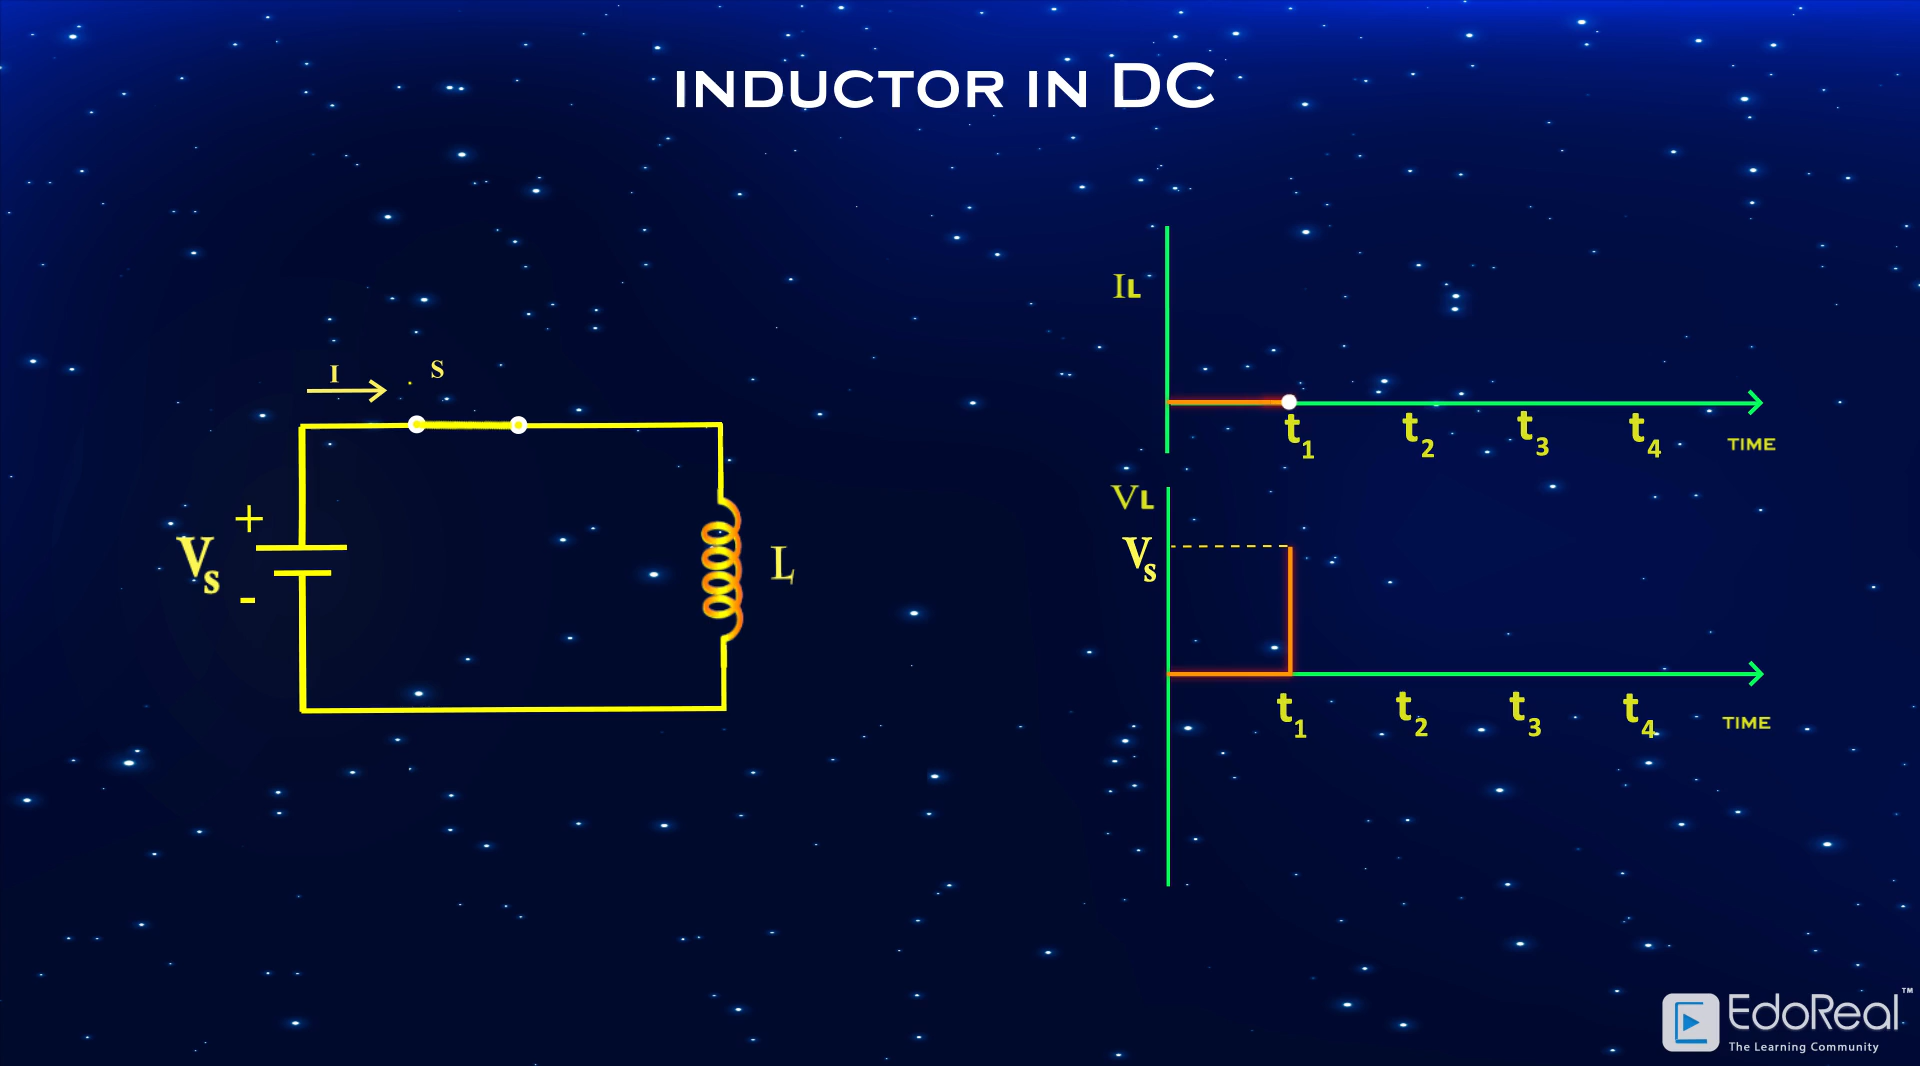 INDUCTOR IN DC
I
S
+
Vs
-
L
IL
t1 t2 t3 t4 TIME
VL
Vs
t1 t2 t3 t4 TIME
EdoReal™
The Learning Community